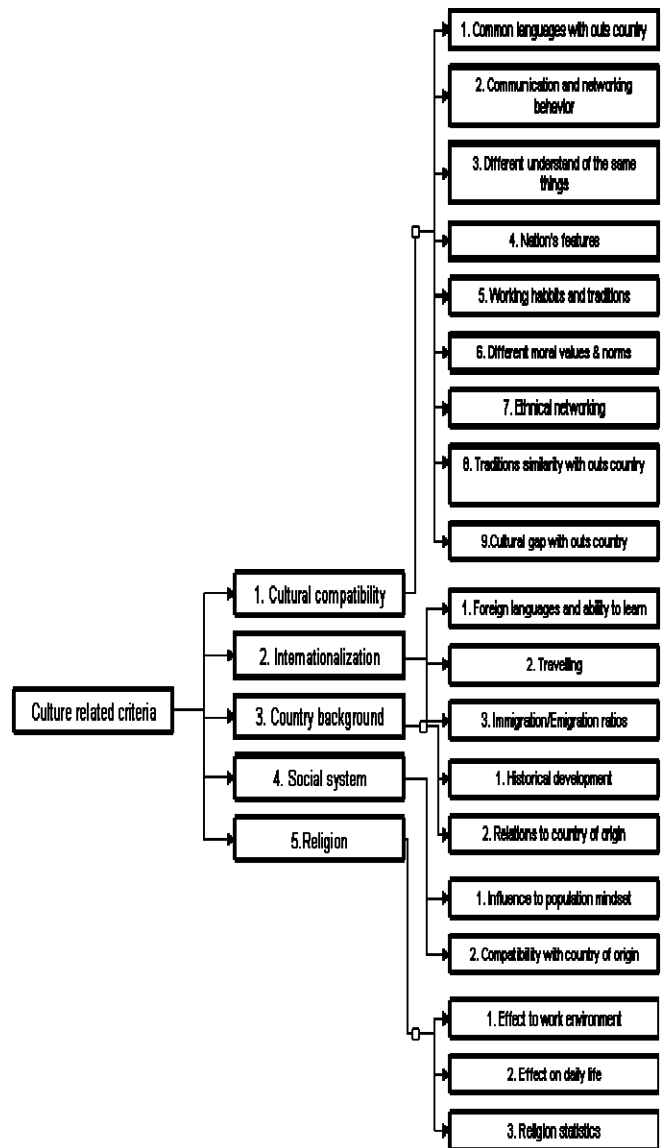 1. Common languages with outs country
2. Communication and networking
behavior
3. Different understand of the same
things
4. Nation's features
5. Working habbits and traditions
6. Different moral values & norms
7. Ethnical networking
8. Traditions similarity with outs country
9.Cultural gap with outs country
Culture related criteria
1. Cultural compatibility
2. Internationalization
3. Country background
4. Social system
5.Religion
1. Foreign languages and ability to learn
2. Travelling
3. Immigration/Emigration ratios
1. Historical development
2. Relations to country of origin
1. Influence to population mindset
2. Compatibility with country of origin
1. Effect to work environment
2. Effect on daily life
3. Religion statistics